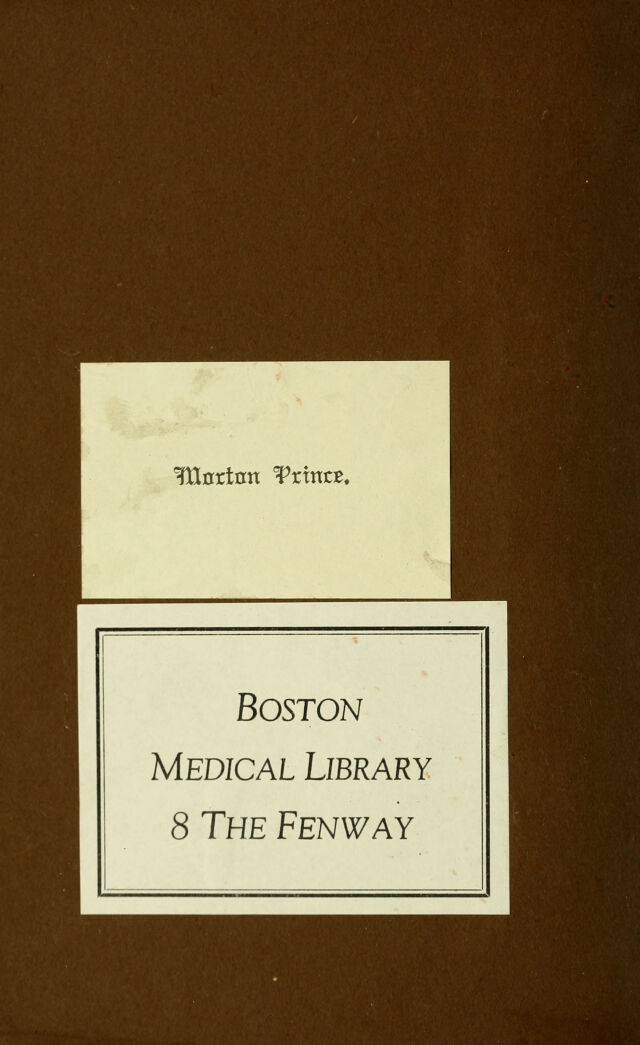 Morton Prince.
BOSTON
MEDICAL LIBRARY
8 THE FENWAY